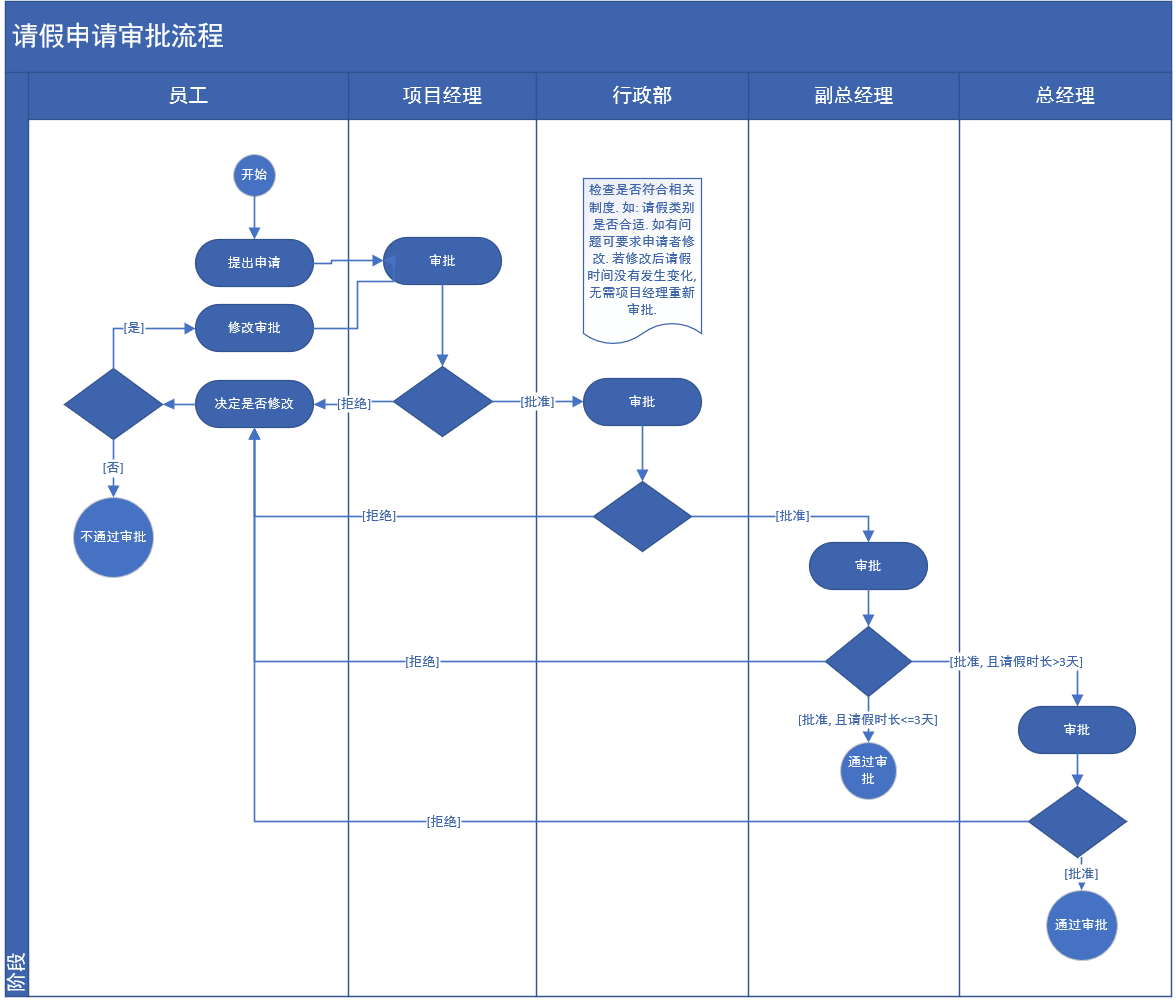 请假申请审批流程
员工
项目经理
行政部
副总经理
总经理
开始
检查是否符合相关
制度. 如: 请假类别
是否合适. 如有问
题可要求申请者修
改. 若修改后请假
时间没有发生变化,
无需项目经理重新
审批.
提出申请
审批
[是]
修改审批
决定是否修改
[拒绝]
[批准]
审批
[否]
不通过审批
[拒绝]
[批准]
审批
[拒绝]
[批准, 且请假时长>3天]
[批准, 且请假时长<=3天]
审批
通过审
批
[拒绝]
[批准]
通过审批
阶段